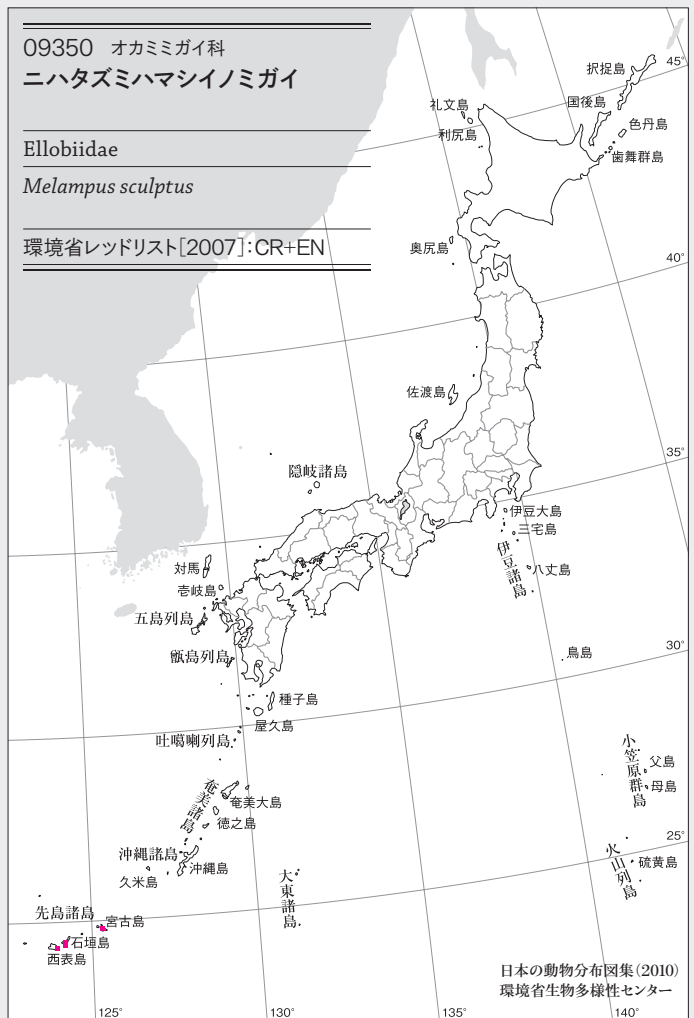 09350 オカミミガイ科
ニハタズミハマシイノミガイ
Ellobiidae
Melampus sculptus
環境省レッドリスト[2007]:CR+EN
択捉島
45°
礼文島
国後島
色丹島
利尻島
歯舞群島
奥尻島
40°
佐渡島
35°
隠岐諸島
伊豆大島
三宅島
伊豆諸島
八丈島
対馬
壱岐島
五島列島
甑島列島
鳥島
30°
種子島
屋久島
吐噶喇列島
小笠原群島
父島
母島
奄美諸島
奄美大島
徳之島
25°
沖縄諸島
沖縄島
久米島
大東諸島
火山列島
硫黄島
先島諸島
宮古島
石垣島
西表島
日本の動物分布図集(2010)
環境省生物多様性センター
125°
130°
135°
140°